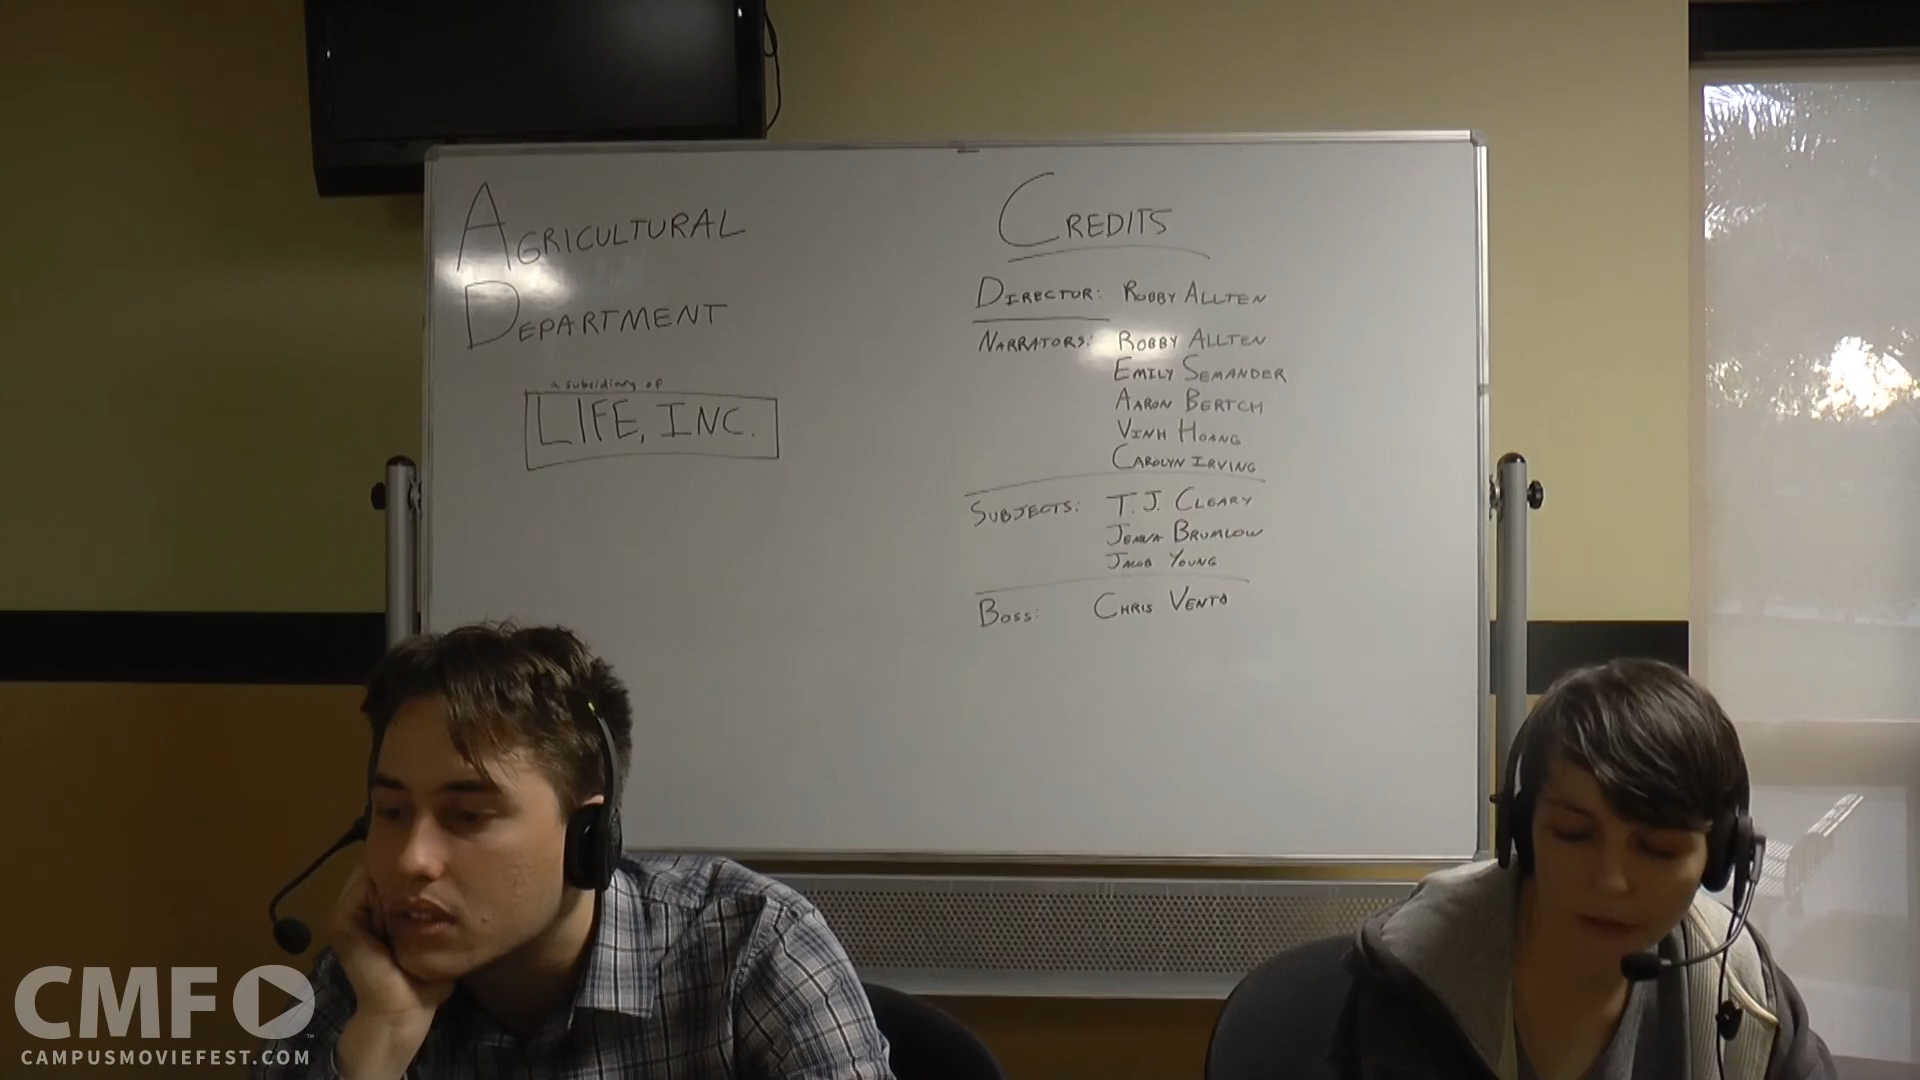 AGRICULTURAL
DEPARTMENT
a subsidiary of
LIFE, INC.
CREDITS
DIRECTOR: ROBBY ALLTEN
NARRATORS: ROBBY ALLTEN
EMILY SEMANDER
AARON BERTCH
VINH HOANG
CAROLYN IRVING
SUBJECTS: T.J. CLEARY
JENNA BRUMLOW
JACOB YOUNG
BOSS: CHRIS VENTO
CMF
CAMPUSMOVIEFEST.COM